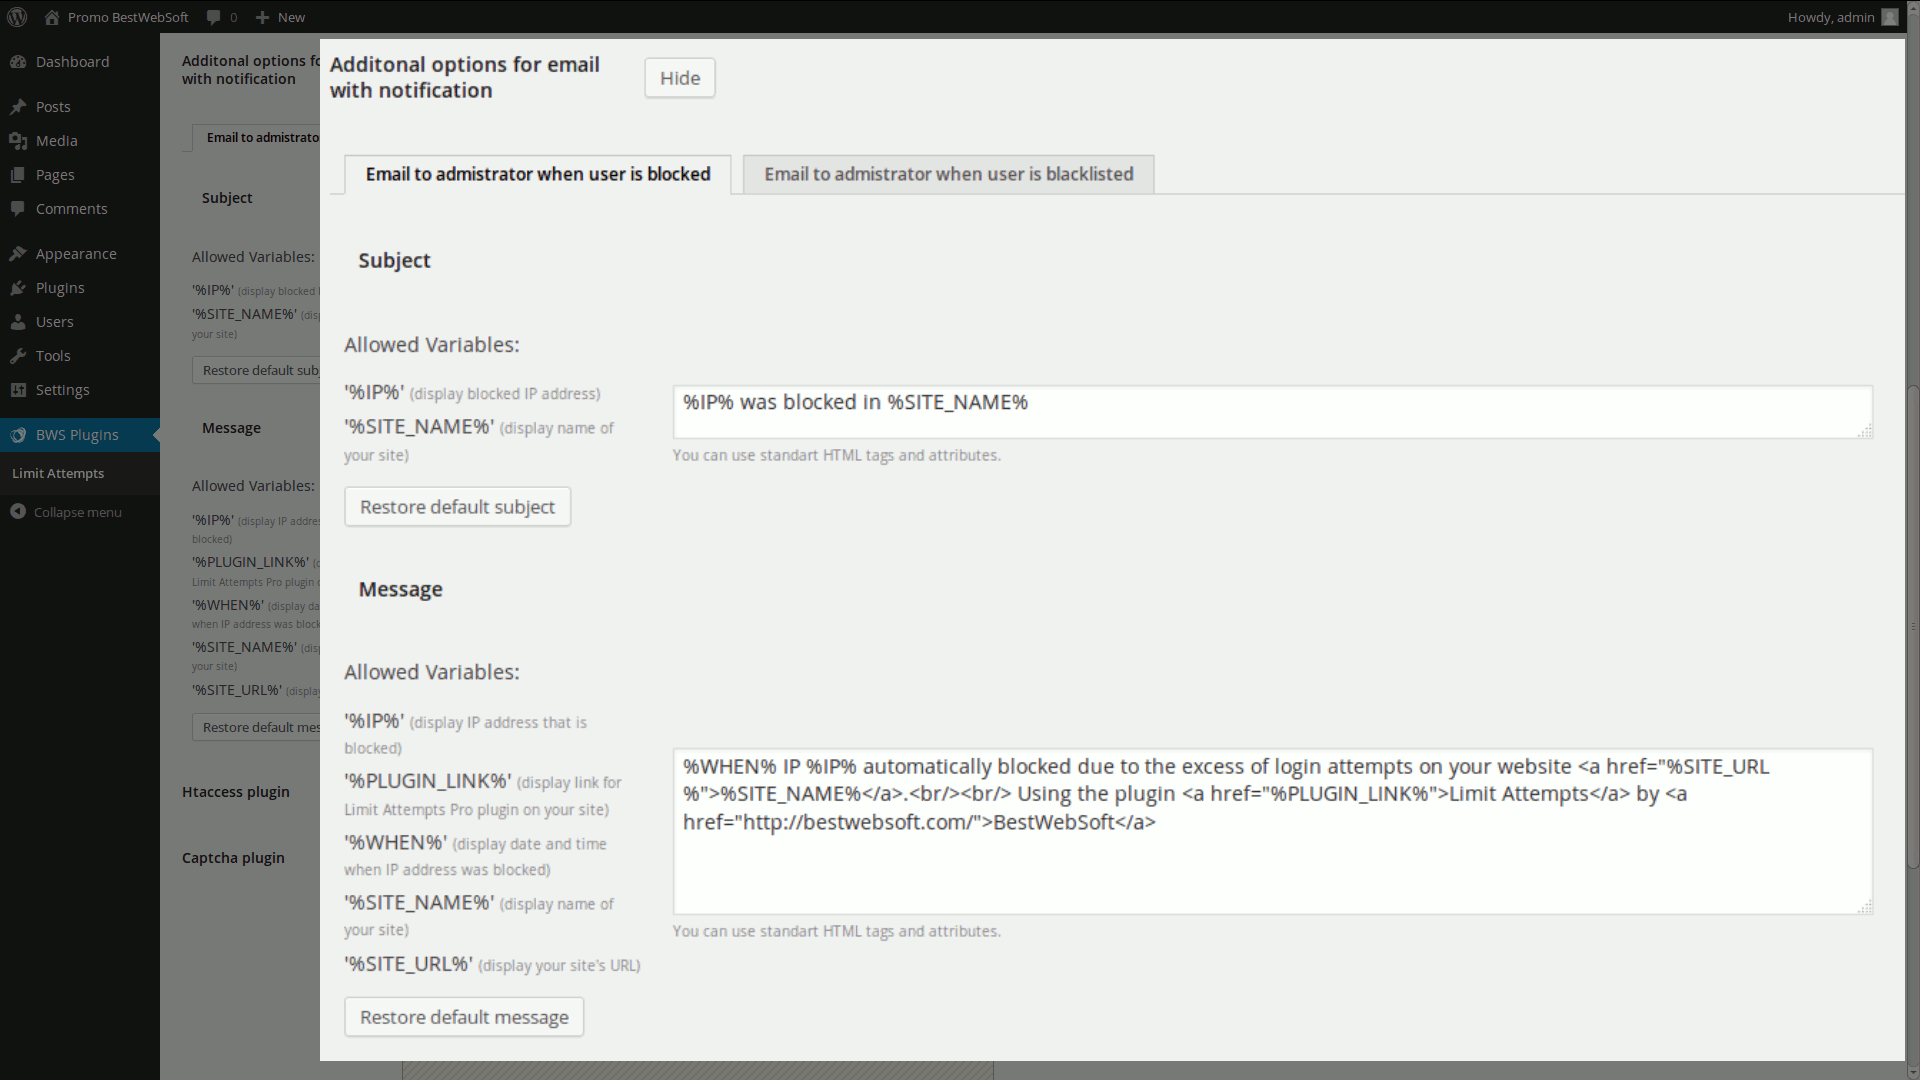 Promo BestWebSoft 0 New Howdy, admin
Dashboard
Posts
Media
Pages
Comments
Appearance
Plugins
Users
Tools
Settings
BWS Plugins
Limit Attempts
Collapse menu
Additonal options fo
with notification
Email to admistrato
Subject
Allowed Variables:
'%IP%' (display blocked
'%SITE_NAME%' (disp
your site)
Restore default subj
Message
Allowed Variables:
'%IP%' (display IP addres
blocked)
'%PLUGIN_LINK%'
Limit Attempts Pro plugin
'%WHEN%' (display da
when IP address was block
'%SITE_NAME%' (disp
your site)
'%SITE_URL%' (display
Restore default mes
Htaccess plugin
Captcha plugin
Additonal options for email
with notification
Hide
Email to admistrator when user is blocked
Email to admistrator when user is blacklisted
Subject
Allowed Variables:
'%IP%' (display blocked IP address)
'%SITE_NAME%' (display name of
your site)
%IP% was blocked in %SITE_NAME%
You can use standart HTML tags and attributes.
Restore default subject
Message
Allowed Variables:
'%IP%' (display IP address that is
blocked)
'%PLUGIN_LINK%' (display link for
Limit Attempts Pro plugin on your site)
'%WHEN%' (display date and time
when IP address was blocked)
'%SITE_NAME%' (display name of
your site)
'%SITE_URL%' (display your site's URL)
%WHEN% IP %IP% automatically blocked due to the excess of login attempts on your website <a href="%SITE_URL
%">%SITE_NAME%</a>.<br/><br/> Using the plugin <a href="%PLUGIN_LINK%">Limit Attempts</a> by <a
href="http://bestwebsoft.com/">BestWebSoft</a>
You can use standart HTML tags and attributes.
Restore default message